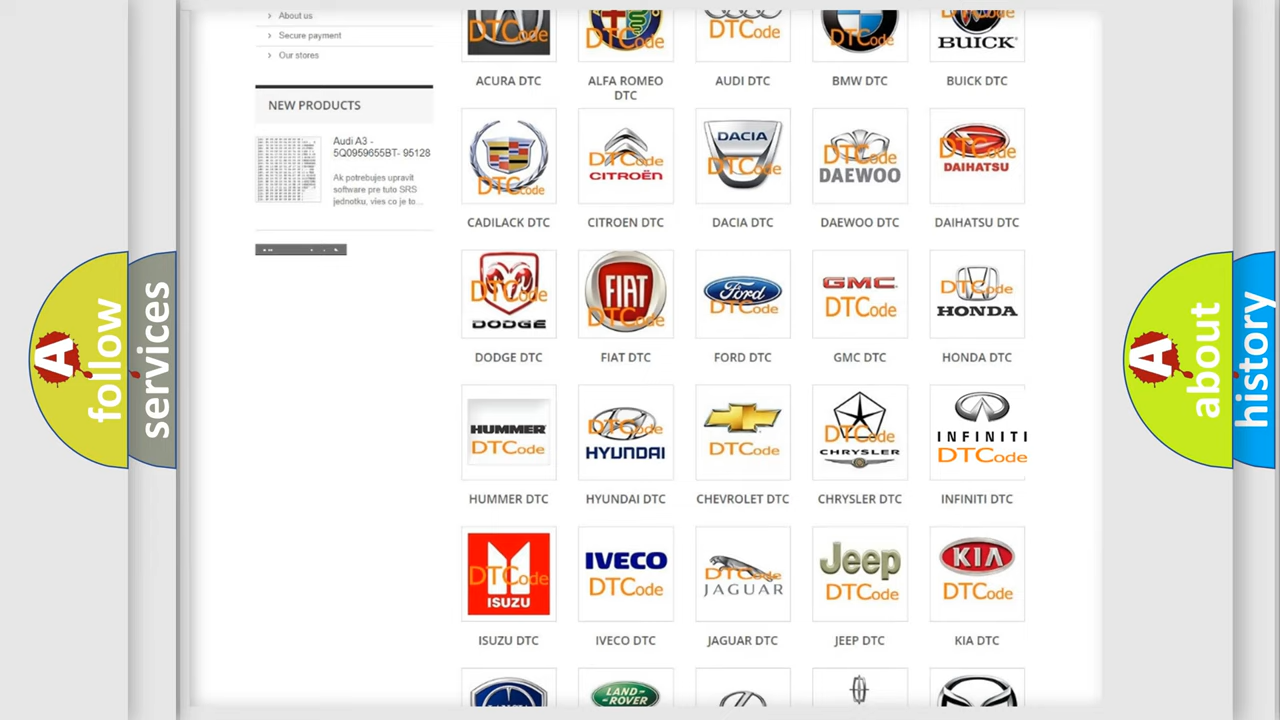 About us
Secure payment
Our stores
NEW PRODUCTS
Audi A3 -
5Q0959655BT- 95128
Ak potrebujes upravit
software pre tuto SRS
jednotku, vies co je to...
DTCode
DTCode
DTCode
DTCode
BUICK
ACURA DTC
ALFA ROMEO
DTC
AUDI DTC
BMW DTC
BUICK DTC
DTCode
DTCode
CITROËN
DACIA
DTCode
DTCode
DAEWOO
DTCode
DAIHATSU
CADILACK DTC
CITROEN DTC
DACIA DTC
DAEWOO DTC
DAIHATSU DTC
DTCode
DODGE
FIAT
DTCode
Ford
DTCode
GMC
DTCode
DTCode
HONDA
DODGE DTC
FIAT DTC
FORD DTC
GMC DTC
HONDA DTC
HUMMER
DTCode
DTCode
HYUNDAI
DTCode
DTCode
CHRYSLER
INFINITI
DTCode
HUMMER DTC
HYUNDAI DTC
CHEVROLET DTC
CHRYSLER DTC
INFINITI DTC
DTCode
ISUZU
IVECO
DTCode
DTCode
JAGUAR
Jeep
DTCode
KIA
DTCode
ISUZU DTC
IVECO DTC
JAGUAR DTC
JEEP DTC
KIA DTC
LAND-
ROVER
A
follow
services
A
about
history